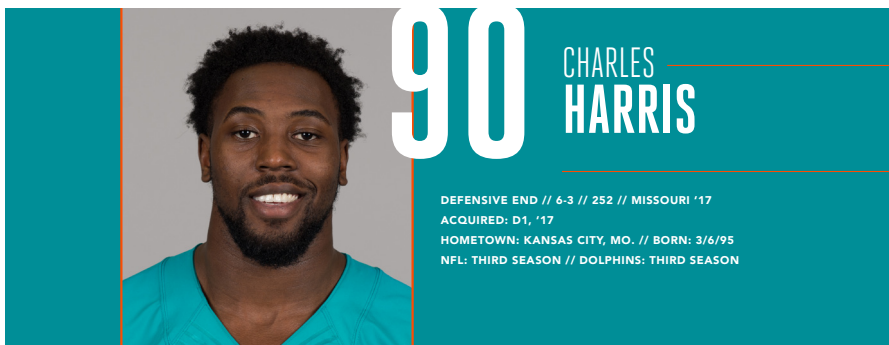 90
CHARLES
HARRIS
DEFENSIVE END // 6-3 // 252 // MISSOURI ’17
ACQUIRED: D1, ’17
HOMETOWN: KANSAS CITY, MO. // BORN: 3/6/95
NFL: THIRD SEASON // DOLPHINS: THIRD SEASON